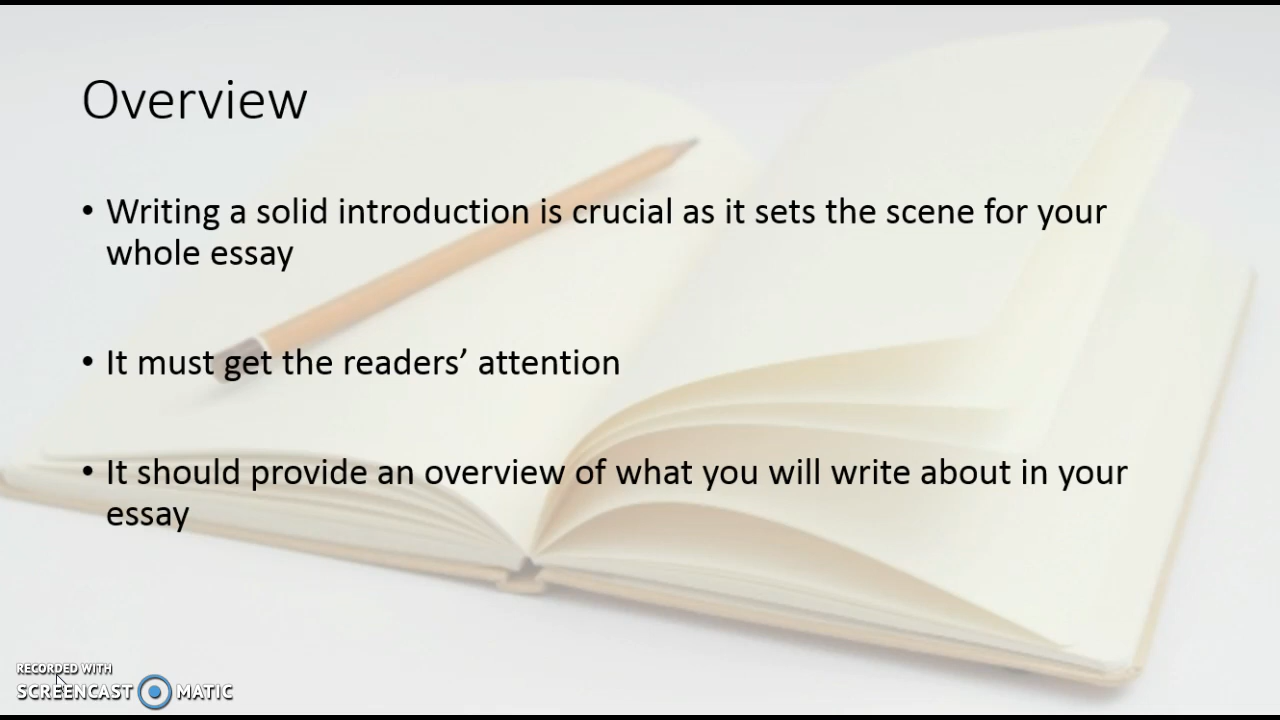 Overview
• Writing a solid introduction is crucial as it sets the scene for your
whole essay
• It must get the readers’ attention
• It should provide an overview of what you will write about in your
essay
RECORDED WITH
SCREENCAST MATIC